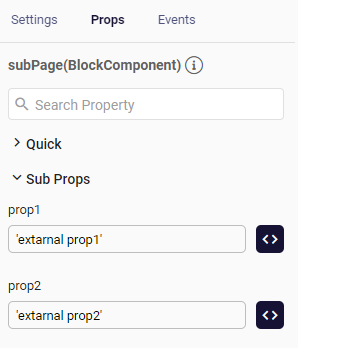 Settings Props Events
subPage(BlockComponent)
Search Property
Quick
Sub Props
prop1
'extarnal prop1'
prop2
'extarnal prop2'